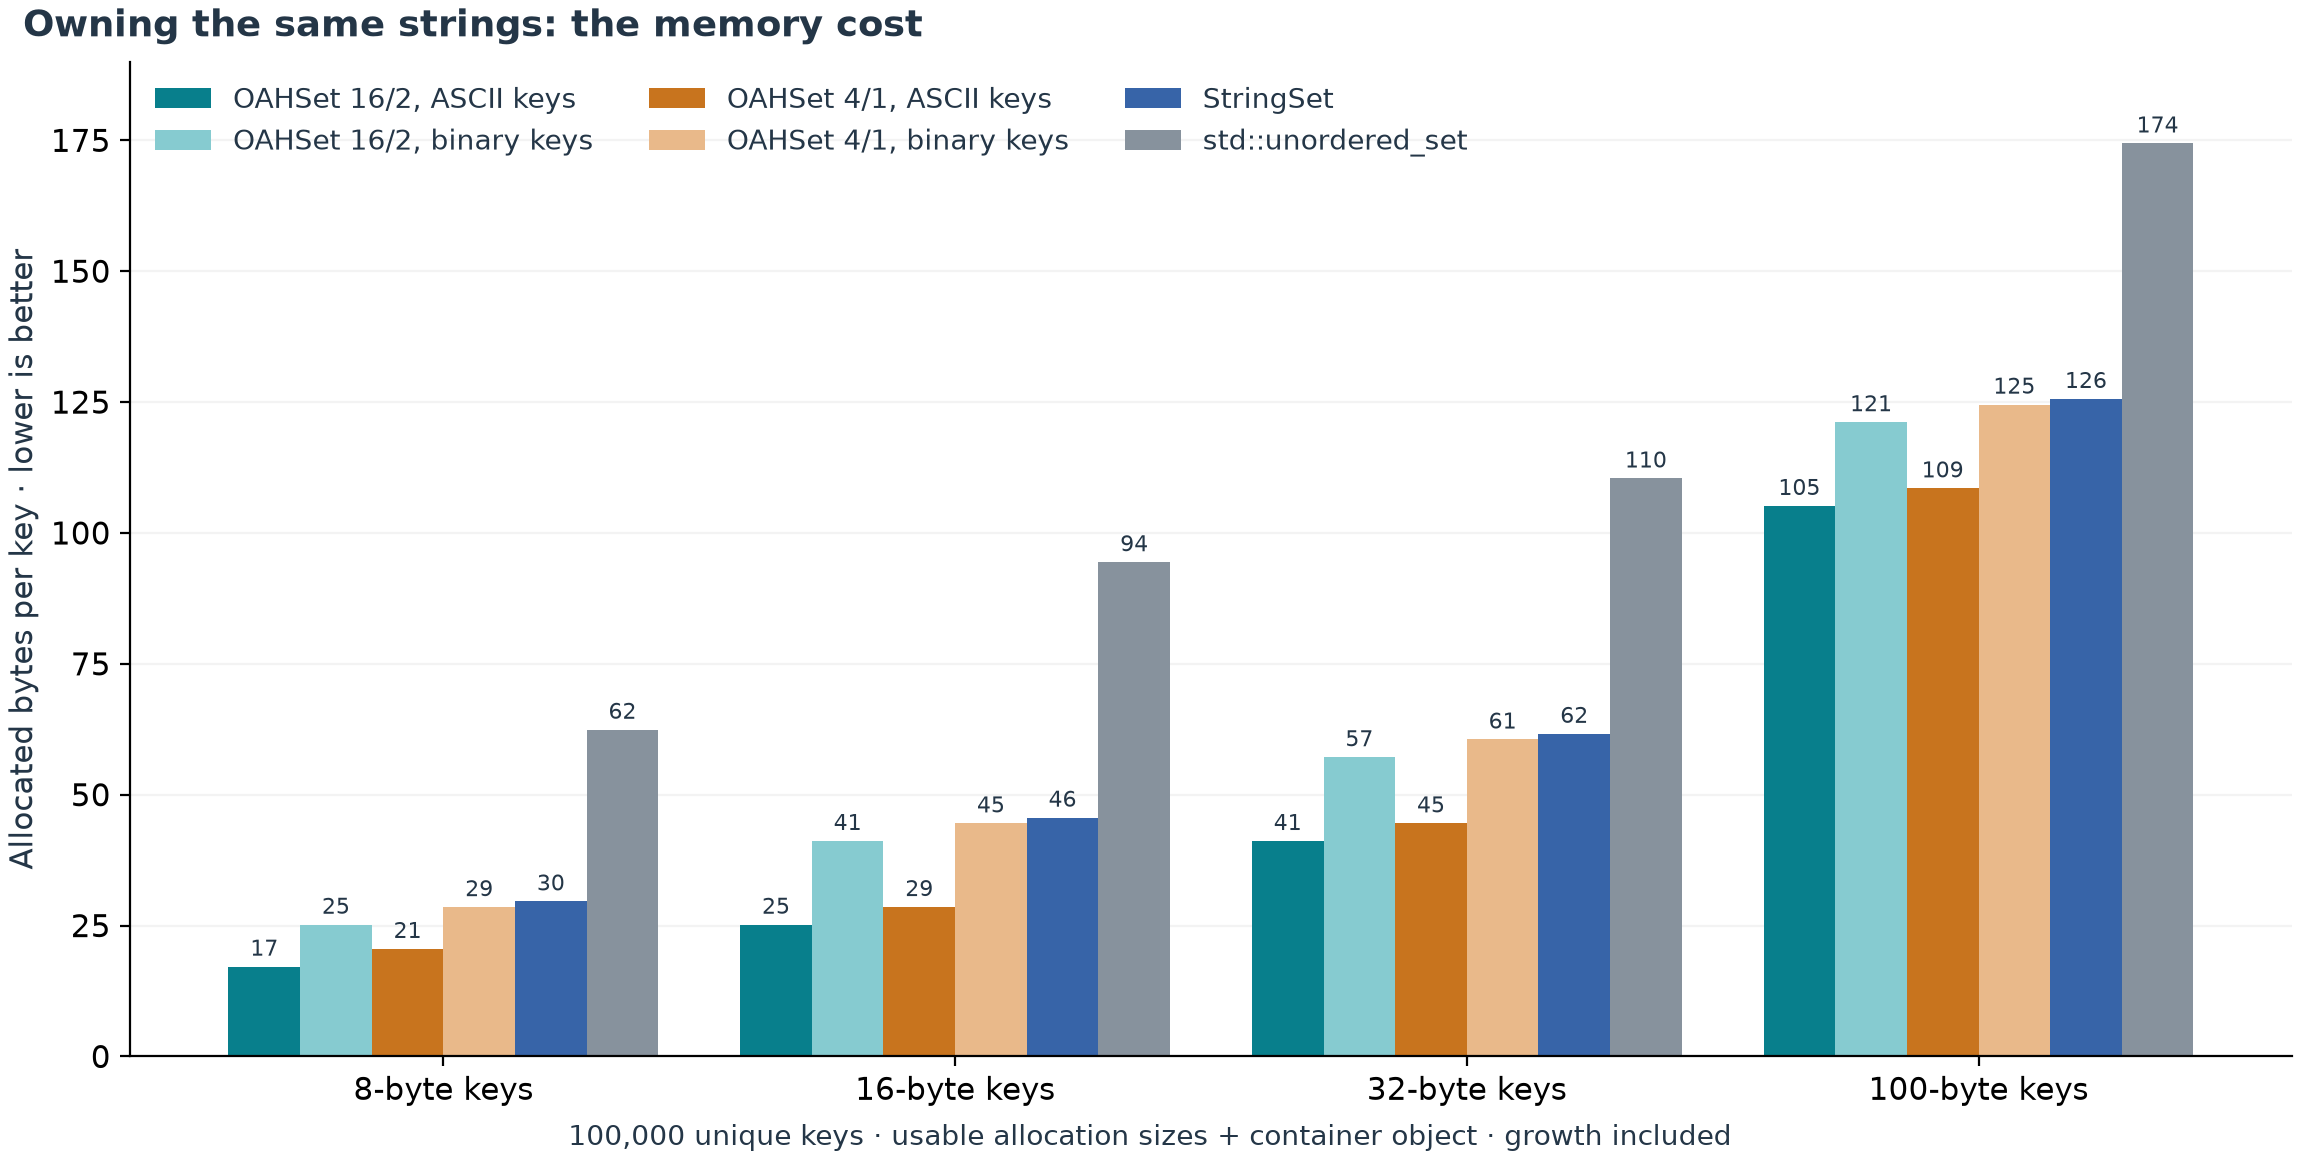 Owning the same strings: the memory cost
OAHSet 16/2, ASCII keys
OAHSet 16/2, binary keys
OAHSet 4/1, ASCII keys
OAHSet 4/1, binary keys
StringSet
std::unordered_set
Allocated bytes per key · lower is better
175
150
125
100
75
50
25
0
17
25
21
29
30
62
25
41
29
45
46
94
41
57
45
61
62
110
105
121
109
125
126
174
8-byte keys
16-byte keys
32-byte keys
100-byte keys
100,000 unique keys · usable allocation sizes + container object · growth included